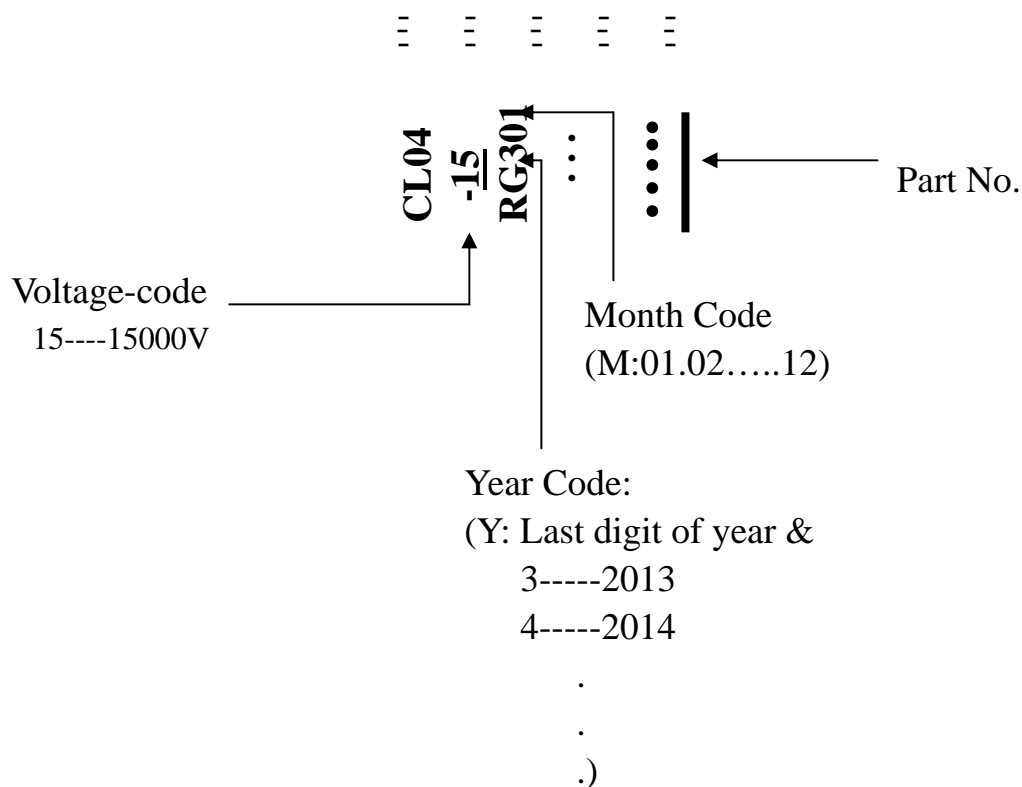 CL04
-15
RG301
Part No.
Voltage-code
15----15000V
Month Code
(M:01.02…..12)
Year Code:
(Y: Last digit of year &
3-----2013
4-----2014
.
.
.)